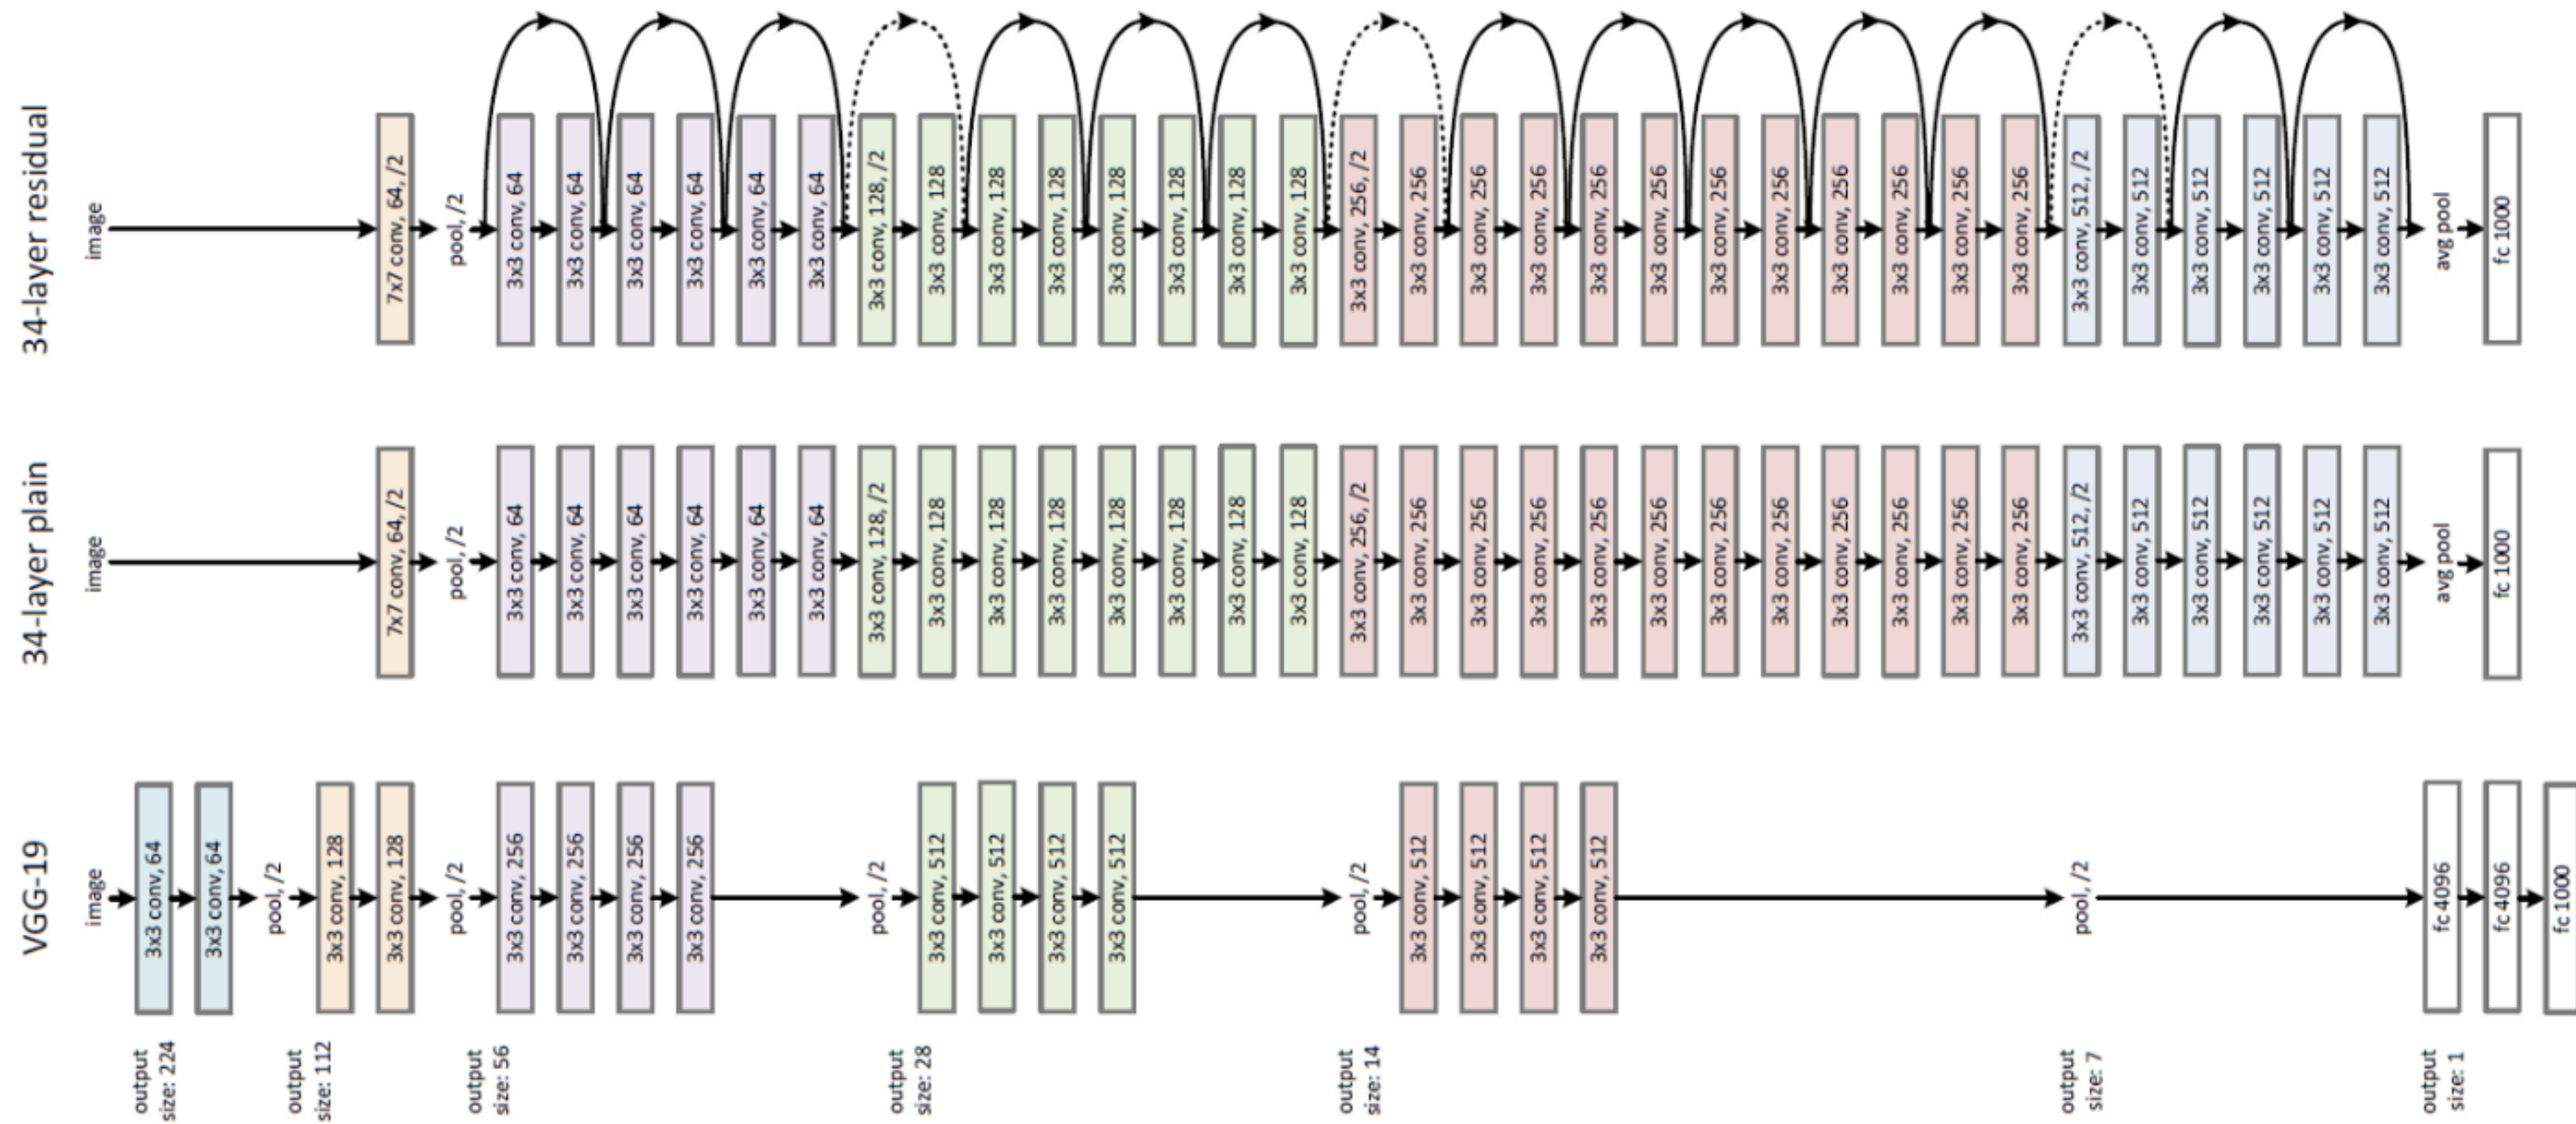 34-layer residual
image
7x7 conv, 64, /2
pool, /2
3x3 conv, 64
3x3 conv, 64
3x3 conv, 64
3x3 conv, 64
3x3 conv, 64
3x3 conv, 64
3x3 conv, 128, /2
3x3 conv, 128
3x3 conv, 128
3x3 conv, 128
3x3 conv, 128
3x3 conv, 128
3x3 conv, 128
3x3 conv, 128
3x3 conv, 256, /2
3x3 conv, 256
3x3 conv, 256
3x3 conv, 256
3x3 conv, 256
3x3 conv, 256
3x3 conv, 256
3x3 conv, 256
3x3 conv, 256
3x3 conv, 256
3x3 conv, 256
3x3 conv, 256
3x3 conv, 512, /2
3x3 conv, 512
3x3 conv, 512
3x3 conv, 512
3x3 conv, 512
3x3 conv, 512
avg pool
fc 1000
34-layer plain
image
7x7 conv, 64, /2
pool, /2
3x3 conv, 64
3x3 conv, 64
3x3 conv, 64
3x3 conv, 64
3x3 conv, 64
3x3 conv, 64
3x3 conv, 128, /2
3x3 conv, 128
3x3 conv, 128
3x3 conv, 128
3x3 conv, 128
3x3 conv, 128
3x3 conv, 128
3x3 conv, 128
3x3 conv, 256, /2
3x3 conv, 256
3x3 conv, 256
3x3 conv, 256
3x3 conv, 256
3x3 conv, 256
3x3 conv, 256
3x3 conv, 256
3x3 conv, 256
3x3 conv, 256
3x3 conv, 256
3x3 conv, 256
3x3 conv, 512, /2
3x3 conv, 512
3x3 conv, 512
3x3 conv, 512
3x3 conv, 512
3x3 conv, 512
avg pool
fc 1000
VGG-19
image
3x3 conv, 64
3x3 conv, 64
pool, /2
3x3 conv, 128
3x3 conv, 128
pool, /2
3x3 conv, 256
3x3 conv, 256
3x3 conv, 256
3x3 conv, 256
pool, /2
3x3 conv, 512
3x3 conv, 512
3x3 conv, 512
3x3 conv, 512
pool, /2
3x3 conv, 512
3x3 conv, 512
3x3 conv, 512
3x3 conv, 512
pool, /2
fc 4096
fc 4096
fc 1000
output
size: 224
output
size: 112
output
size: 56
output
size: 28
output
size: 14
output
size: 7
output
size: 1